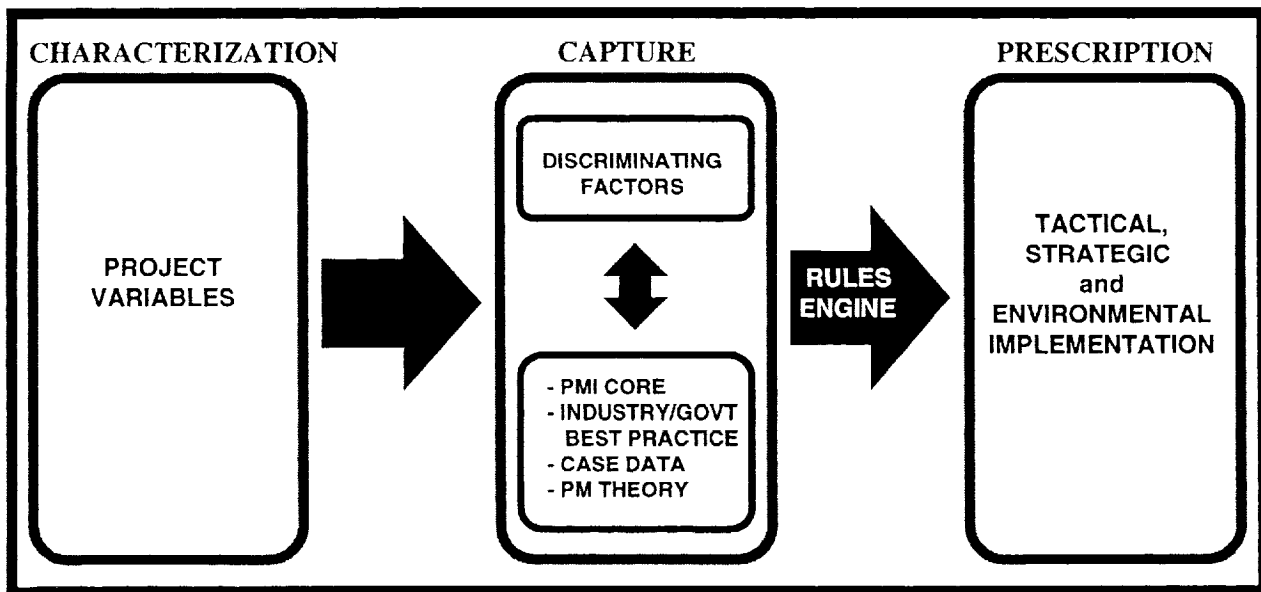 CHARACTERIZATION
PROJECT
VARIABLES
CAPTURE
DISCRIMINATING
FACTORS
- PMI CORE
- INDUSTRY/GOVT
BEST PRACTICE
- CASE DATA
- PM THEORY
RULES
ENGINE
PRESCRIPTION
TACTICAL,
STRATEGIC
and
ENVIRONMENTAL
IMPLEMENTATION